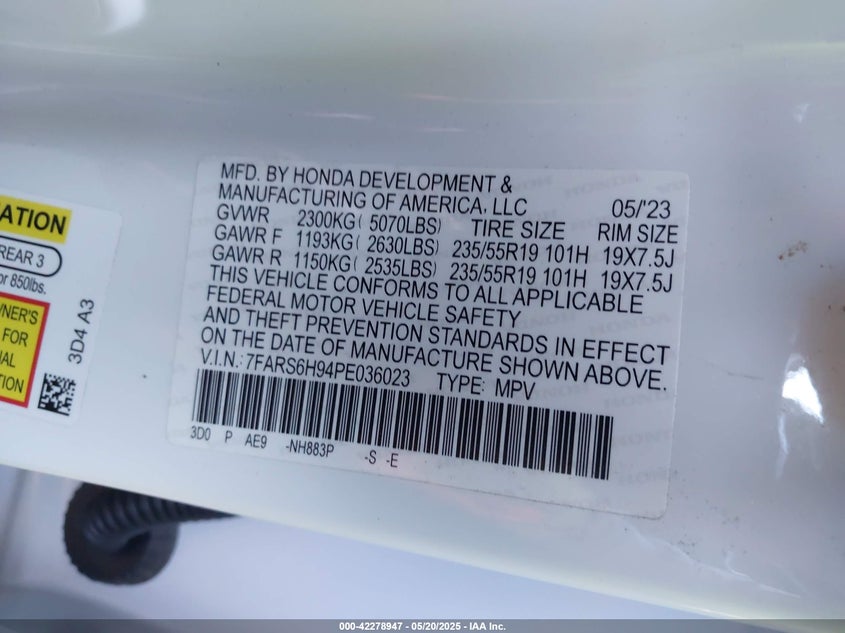 MFD. BY HONDA DEVELOPMENT &
MANUFACTURING OF AMERICA, LLC 05/'23
GVWR 2300KG( 5070LBS) TIRE SIZE RIM SIZE
GAWR F 1193KG( 2630LBS) 235/55R19 101H 19X7.5J
GAWR R 1150KG( 2535LBS) 235/55R19 101H 19X7.5J
THIS VEHICLE CONFORMS TO ALL APPLICABLE
FEDERAL MOTOR VEHICLE SAFETY
AND THEFT PREVENTION STANDARDS IN EFFECT
ON THE DATE OF MANUFACTURE SHOWN ABOVE.
V.I.N.: 7FARS6H94PE036023 TYPE: MPV
3D0 P AE9 -NH883P -S -E
REAR 3
or 850lbs.
FOR
3D4 A3
000-42278947 - 05/20/2025 - IAA Inc.